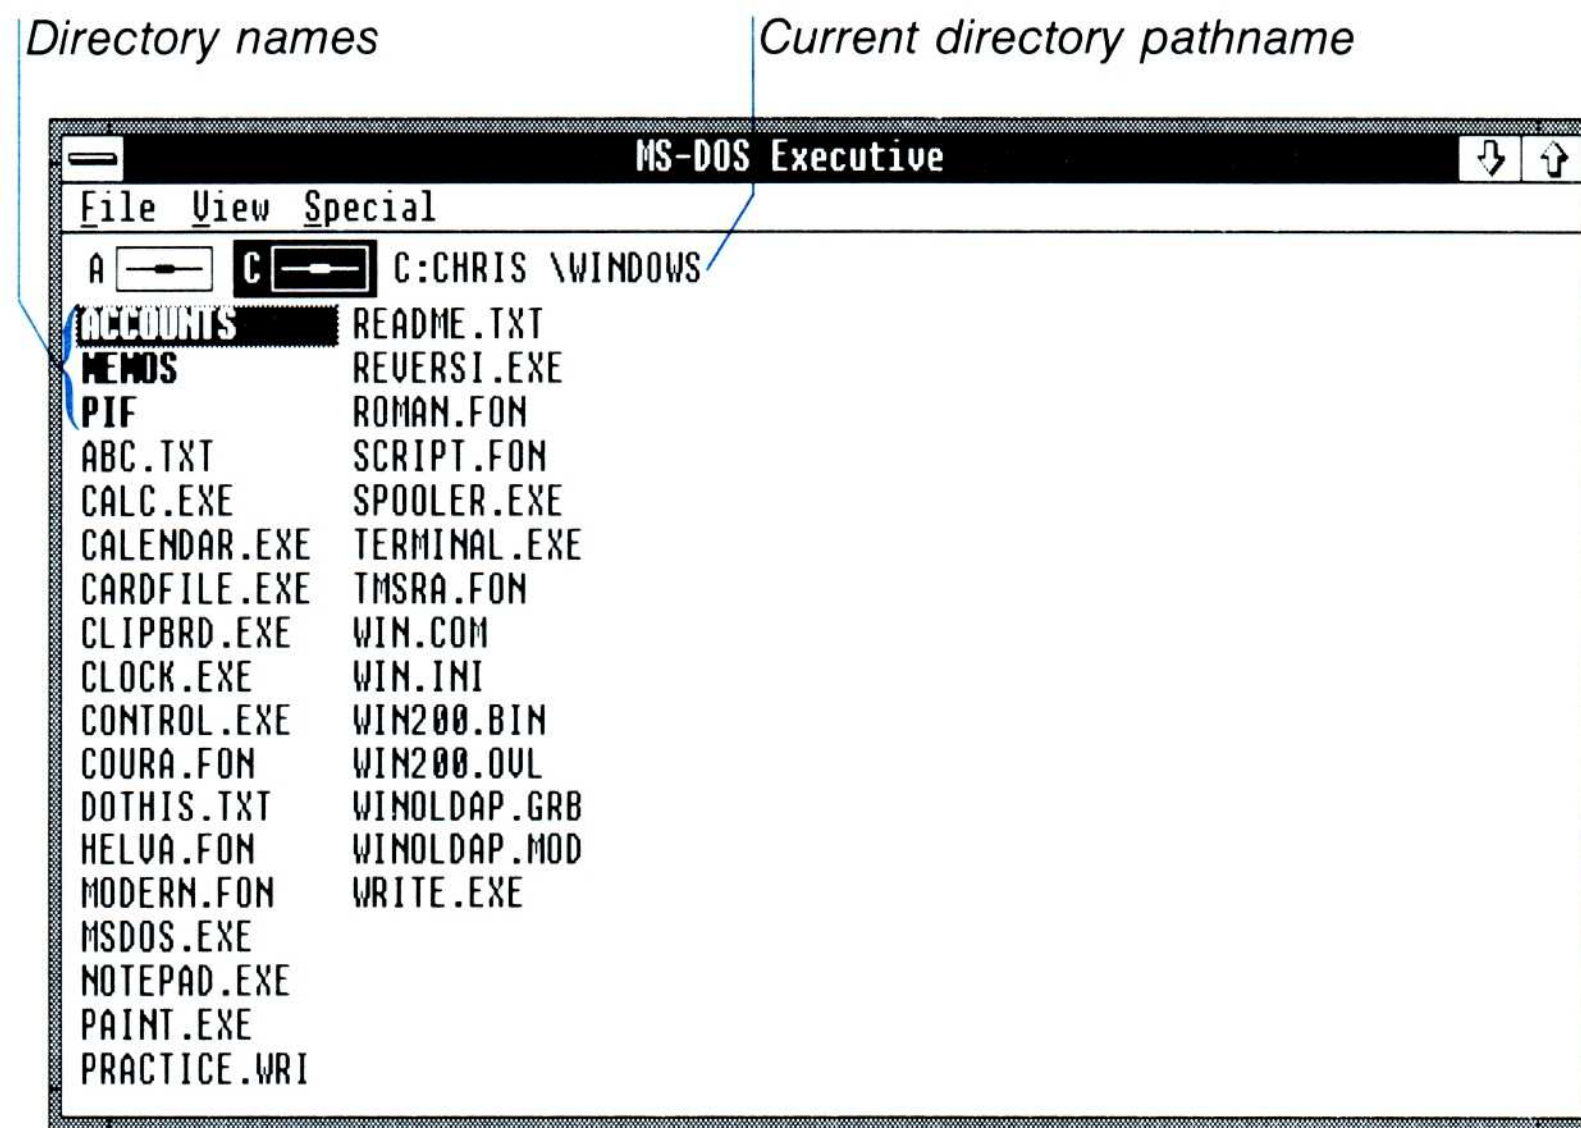 Directory names
Current directory pathname
MS-DOS Executive
File View Special
A C C:CHRIS \WINDOWS
ACCOUNTS README.TXT
MEMOS REVERSI.EXE
PIF ROMAN.FON
ABC.TXT SCRIPT.FON
CALC.EXE SPOOLER.EXE
CALENDAR.EXE TERMINAL.EXE
CARDFILE.EXE TMSRA.FON
CLIPBRD.EXE WIN.COM
CLOCK.EXE WIN.INI
CONTROL.EXE WIN200.BIN
COURA.FON WIN200.OVL
DOTHIS.TXT WINOLDAP.GRB
HELVA.FON WINOLDAP.MOD
MODERN.FON WRITE.EXE
MSDOS.EXE
NOTEPAD.EXE
PAINT.EXE
PRACTICE.WRI